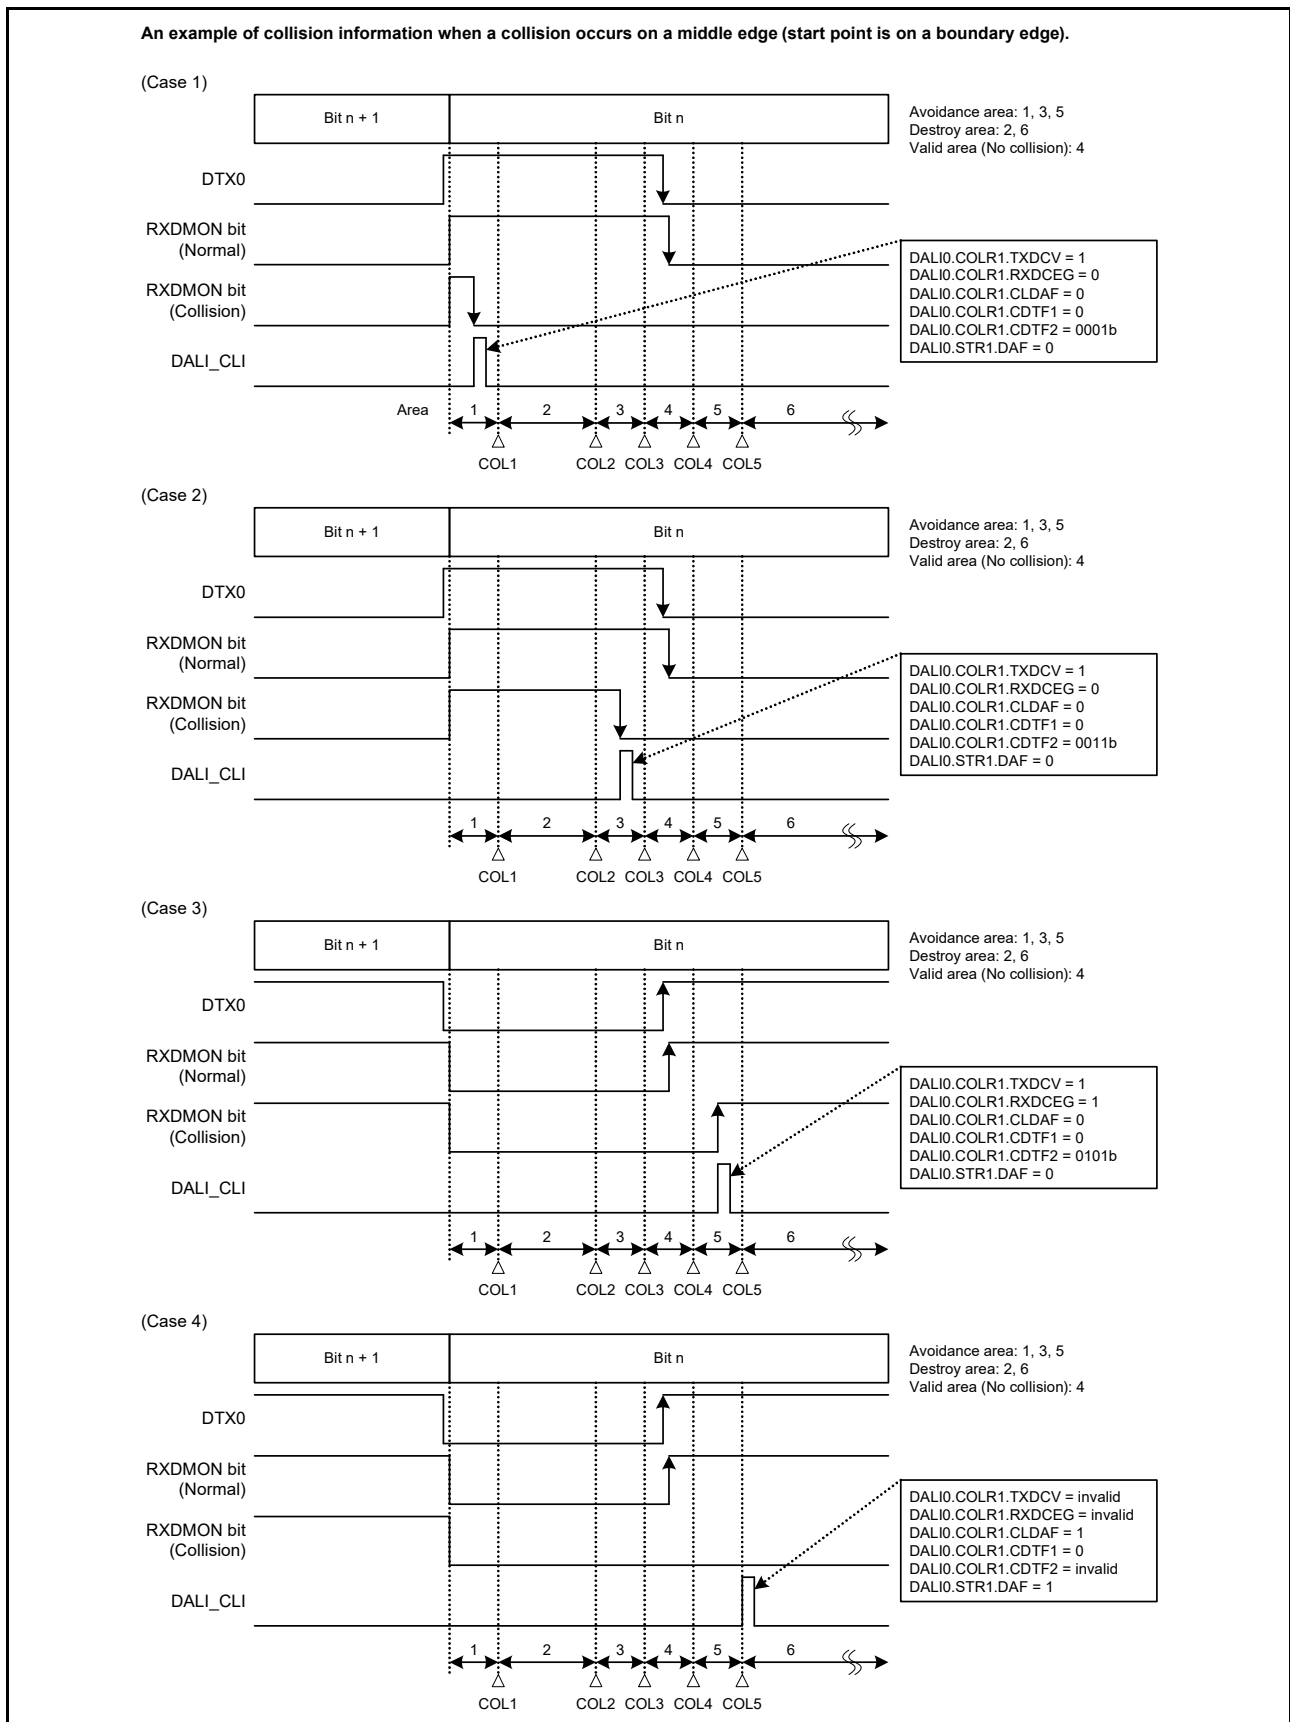 An example of collision information when a collision occurs on a middle edge (start point is on a boundary edge).
(Case 1)
Bit n + 1
Bit n
Avoidance area: 1, 3, 5
Destroy area: 2, 6
Valid area (No collision): 4
DTX0
RXDMON bit
(Normal)
RXDMON bit
(Collision)
DALI_CLI
DALI0.COLR1.TXDCV = 1
DALI0.COLR1.RXDCEG = 0
DALI0.COLR1.CLDAF = 0
DALI0.COLR1.CDTF1 = 0
DALI0.COLR1.CDTF2 = 0001b
DALI0.STR1.DAF = 0
Area 1 2 3 4 5 6
COL1 COL2 COL3 COL4 COL5
(Case 2)
Bit n + 1
Bit n
Avoidance area: 1, 3, 5
Destroy area: 2, 6
Valid area (No collision): 4
DTX0
RXDMON bit
(Normal)
RXDMON bit
(Collision)
DALI_CLI
DALI0.COLR1.TXDCV = 1
DALI0.COLR1.RXDCEG = 0
DALI0.COLR1.CLDAF = 0
DALI0.COLR1.CDTF1 = 0
DALI0.COLR1.CDTF2 = 0011b
DALI0.STR1.DAF = 0
1 2 3 4 5 6
COL1 COL2 COL3 COL4 COL5
(Case 3)
Bit n + 1
Bit n
Avoidance area: 1, 3, 5
Destroy area: 2, 6
Valid area (No collision): 4
DTX0
RXDMON bit
(Normal)
RXDMON bit
(Collision)
DALI_CLI
DALI0.COLR1.TXDCV = 1
DALI0.COLR1.RXDCEG = 1
DALI0.COLR1.CLDAF = 0
DALI0.COLR1.CDTF1 = 0
DALI0.COLR1.CDTF2 = 0101b
DALI0.STR1.DAF = 0
1 2 3 4 5 6
COL1 COL2 COL3 COL4 COL5
(Case 4)
Bit n + 1
Bit n
Avoidance area: 1, 3, 5
Destroy area: 2, 6
Valid area (No collision): 4
DTX0
RXDMON bit
(Normal)
RXDMON bit
(Collision)
DALI_CLI
DALI0.COLR1.TXDCV = invalid
DALI0.COLR1.RXDCEG = invalid
DALI0.COLR1.CLDAF = 1
DALI0.COLR1.CDTF1 = 0
DALI0.COLR1.CDTF2 = invalid
DALI0.STR1.DAF = 1
1 2 3 4 5 6
COL1 COL2 COL3 COL4 COL5